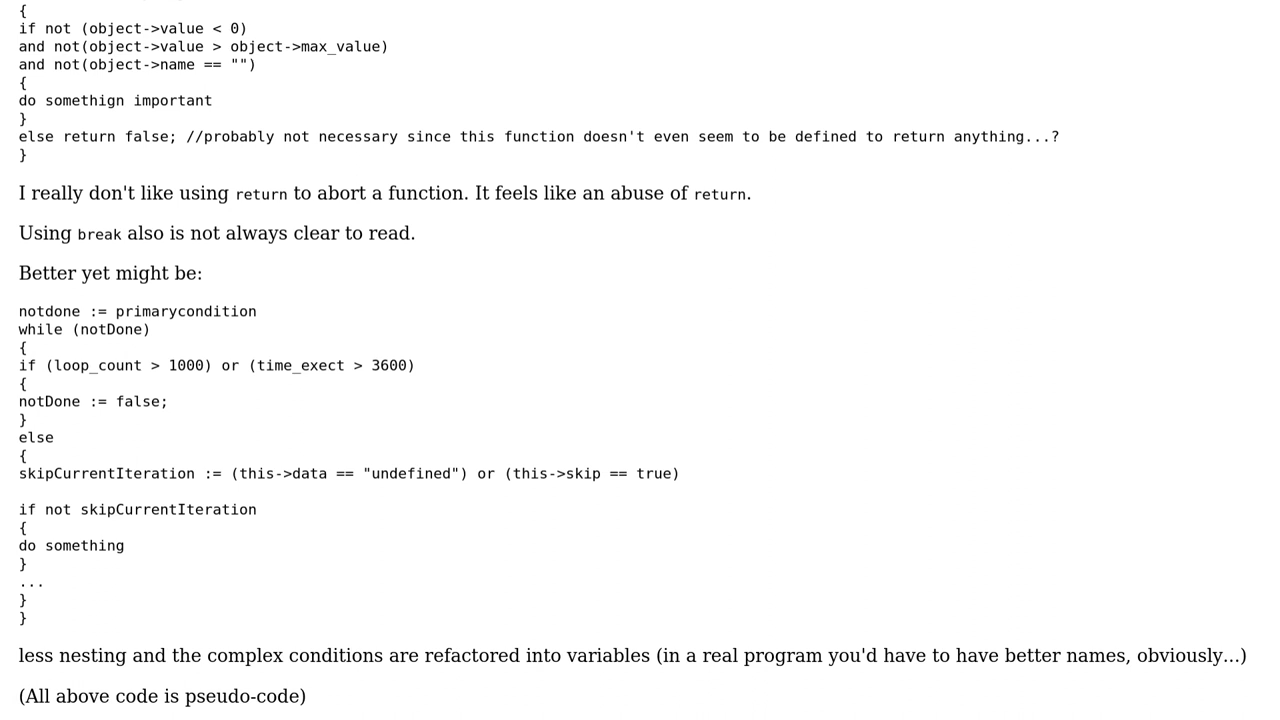 {
if not (object->value < 0)
and not(object->value > object->max_value)
and not(object->name == "")
{
do somethign important
}
else return false; //probably not necessary since this function doesn't even seem to be defined to return anything...?
}
I really don't like using return to abort a function. It feels like an abuse of return.
Using break also is not always clear to read.
Better yet might be:
notdone := primarycondition
while (notDone)
{
if (loop_count > 1000) or (time_exect > 3600)
{
notDone := false;
}
else
{
skipCurrentIteration := (this->data == "undefined") or (this->skip == true)
if not skipCurrentIteration
{
do something
}
...
}
}
less nesting and the complex conditions are refactored into variables (in a real program you'd have to have better names, obviously...)
(All above code is pseudo-code)